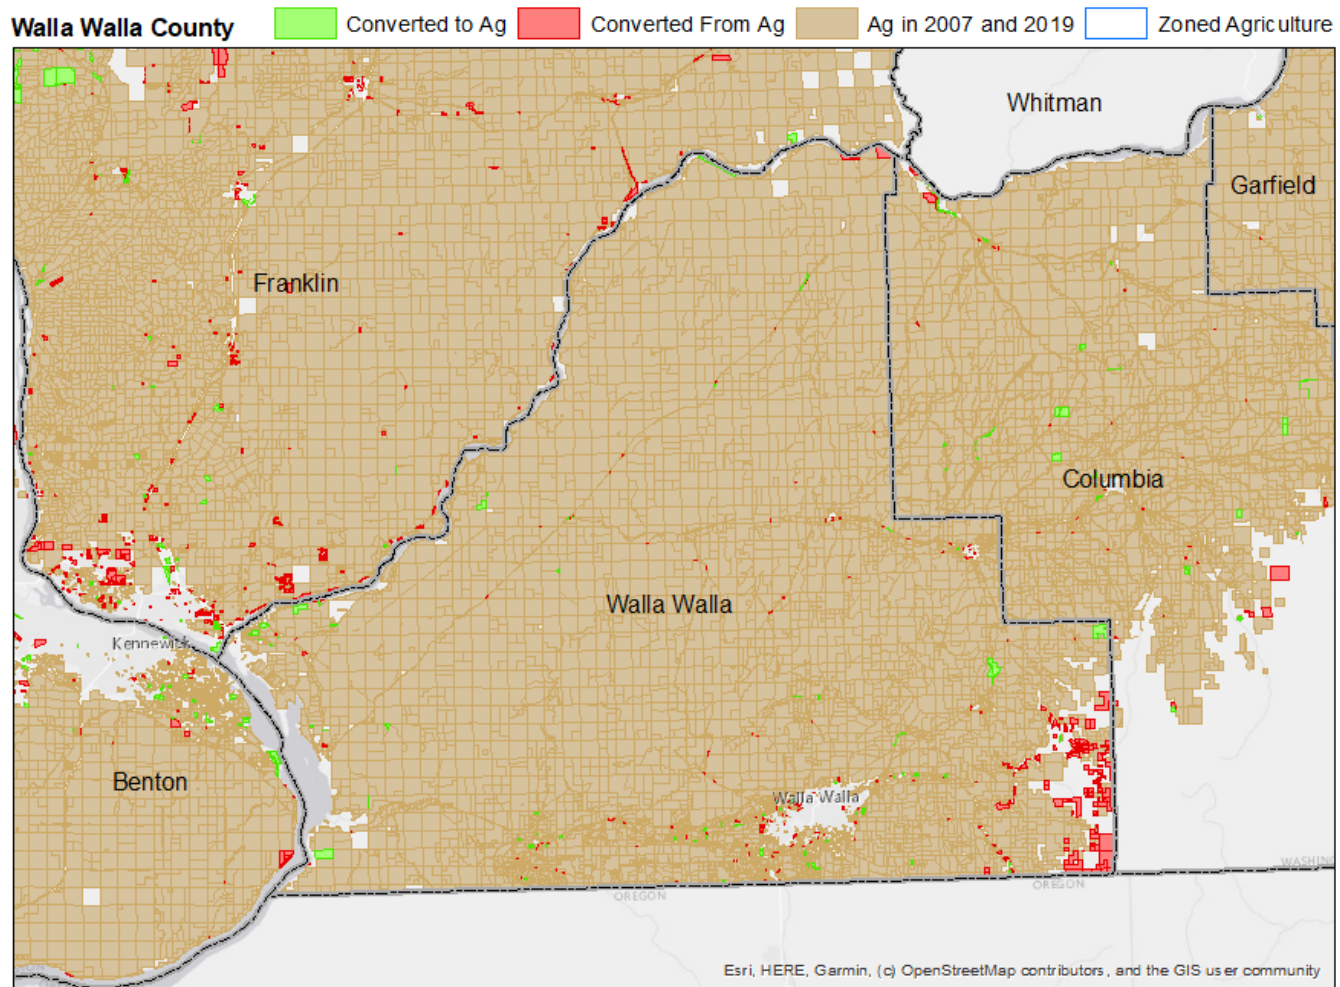 Walla Walla County
Converted to Ag
Converted From Ag
Ag in 2007 and 2019
Zoned Agriculture
Whitman
Garfield
Franklin
Columbia
Walla Walla
Kennewick
Benton
Walla Walla
WASHING
OREGON
OREGON
Esri, HERE, Garmin, (c) OpenStreetMap contributors, and the GIS user community